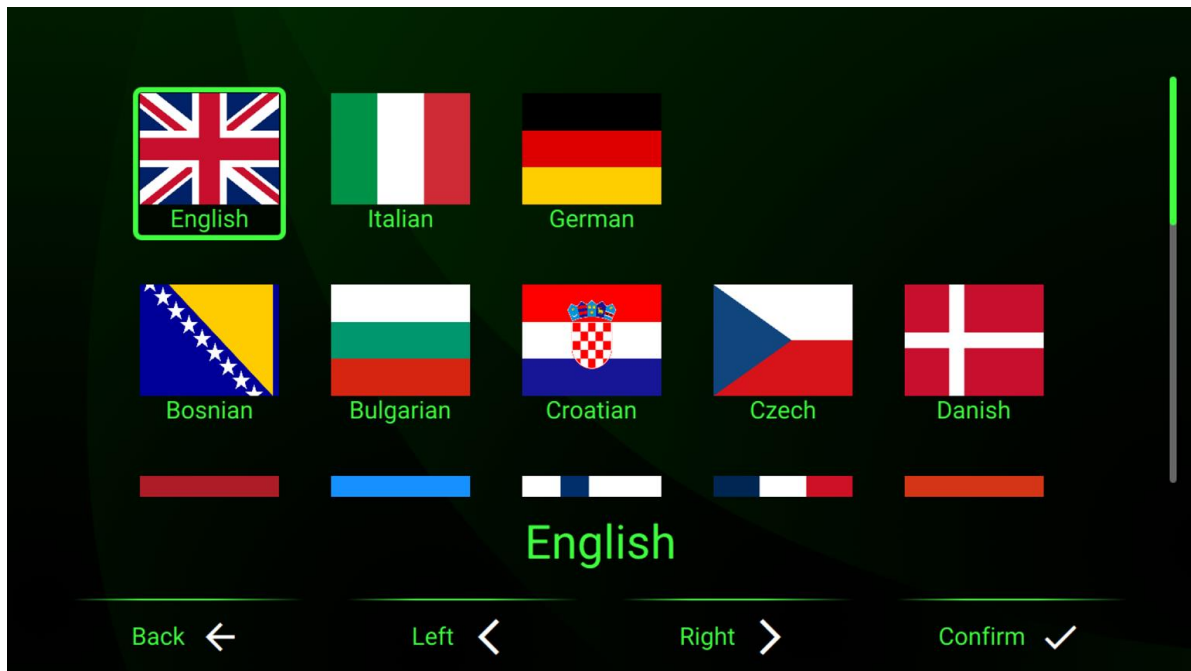 English
Italian
German
Bosnian
Bulgarian
Croatian
Czech
Danish
English
Back
Left
Right
Confirm